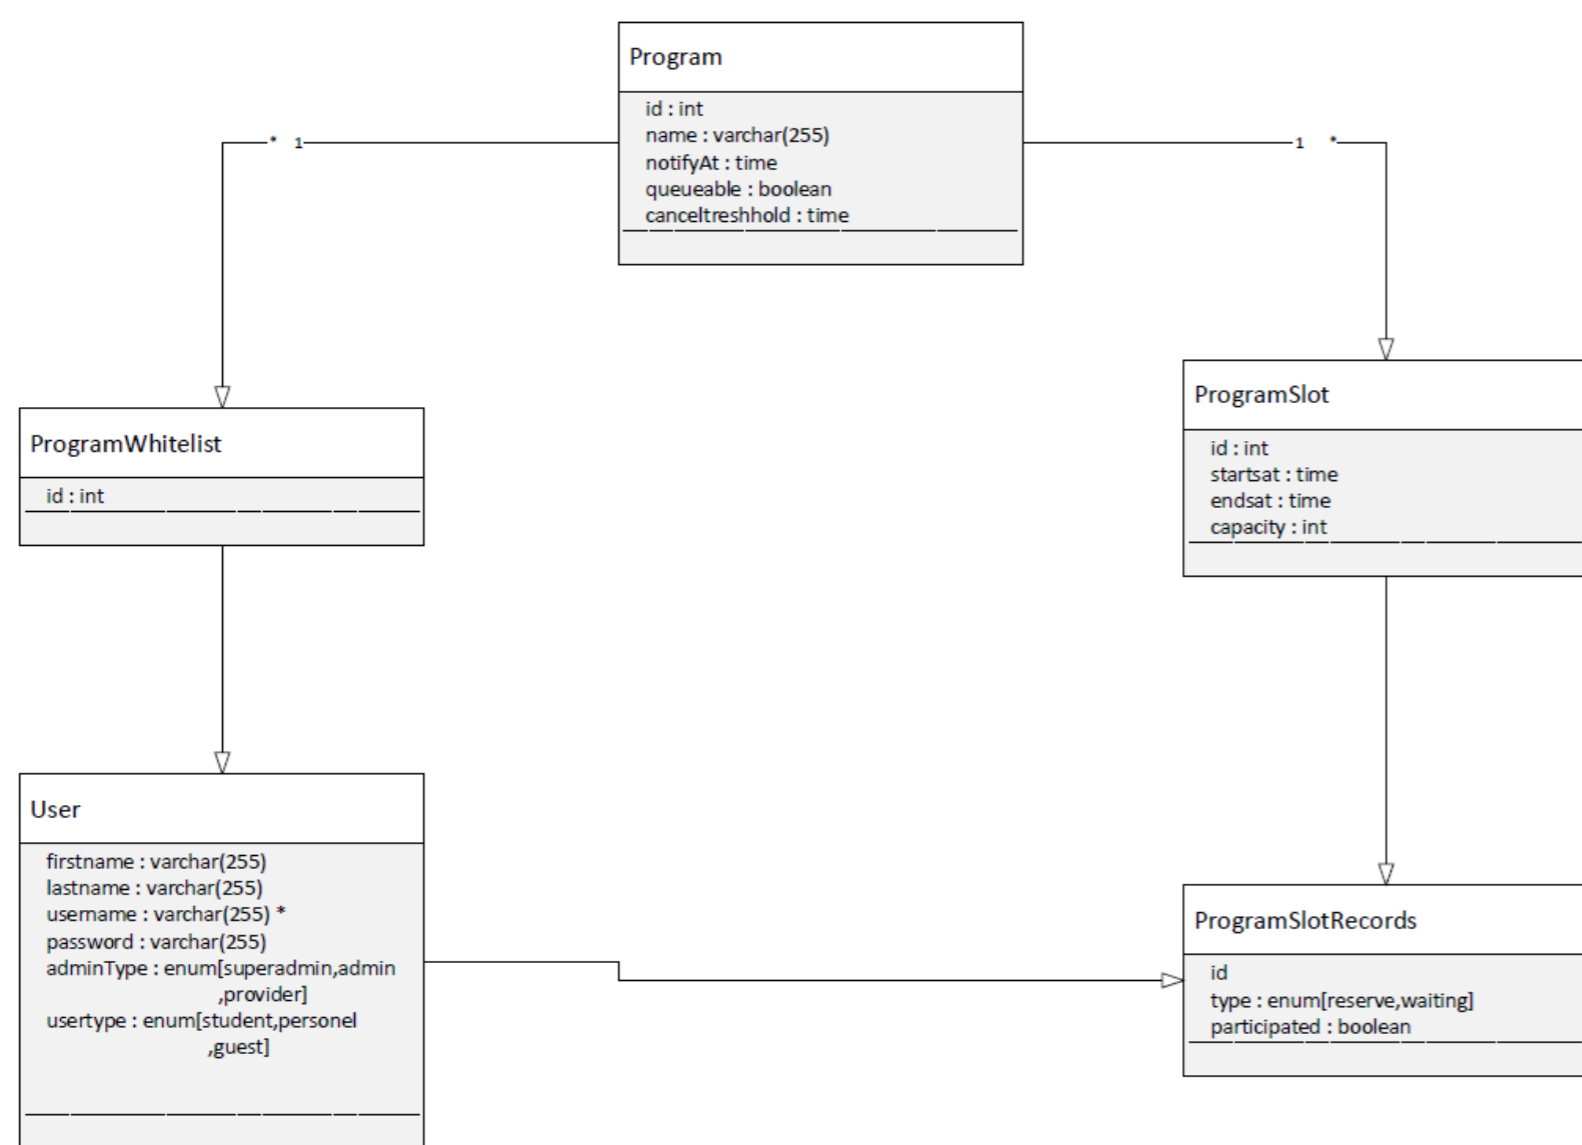 Program
id : int
name : varchar(255)
notifyAt : time
queueable : boolean
canceltreshhold : time
* 1
1 *
ProgramWhitelist
id : int
ProgramSlot
id : int
startsat : time
endsat : time
capacity : int
User
firstname : varchar(255)
lastname : varchar(255)
username : varchar(255) *
password : varchar(255)
adminType : enum[superadmin,admin
,provider]
usertype : enum[student,personel
,guest]
ProgramSlotRecords
id
type : enum[reserve,waiting]
participated : boolean